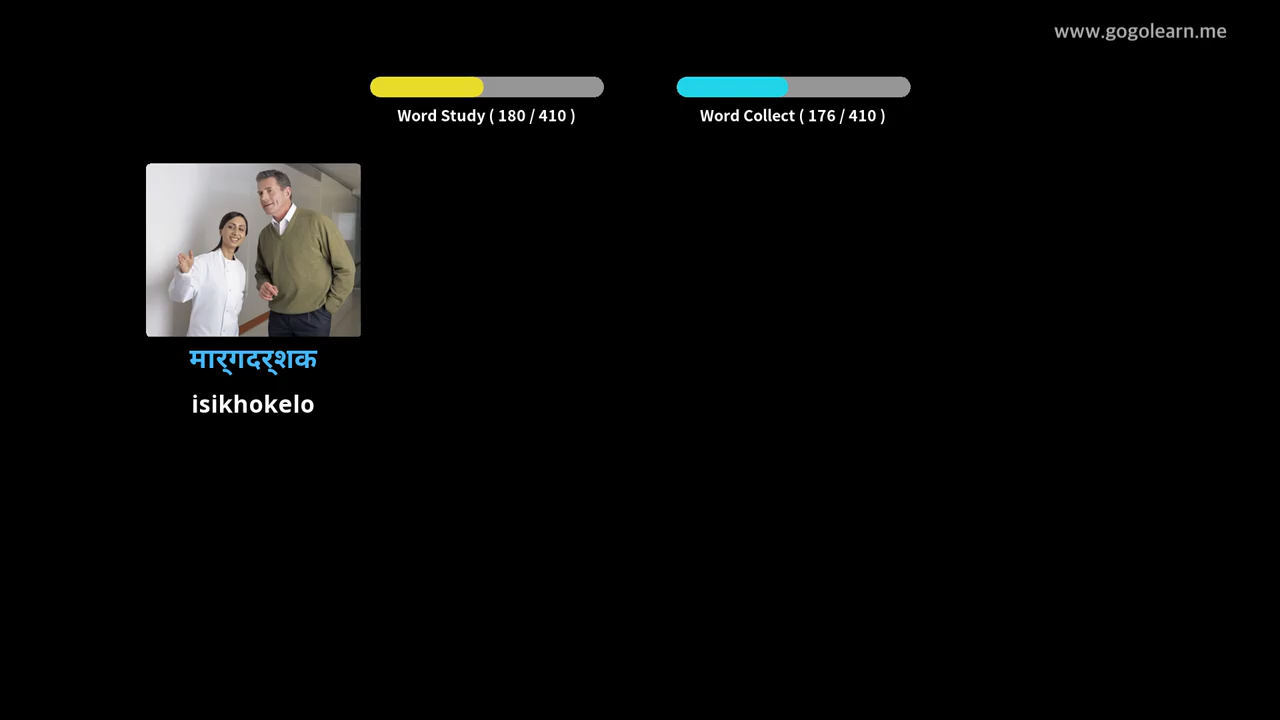 www.gogolearn.me
Word Study ( 180 / 410 )
Word Collect ( 176 / 410 )
मार्गदर्शक
isikhokelo